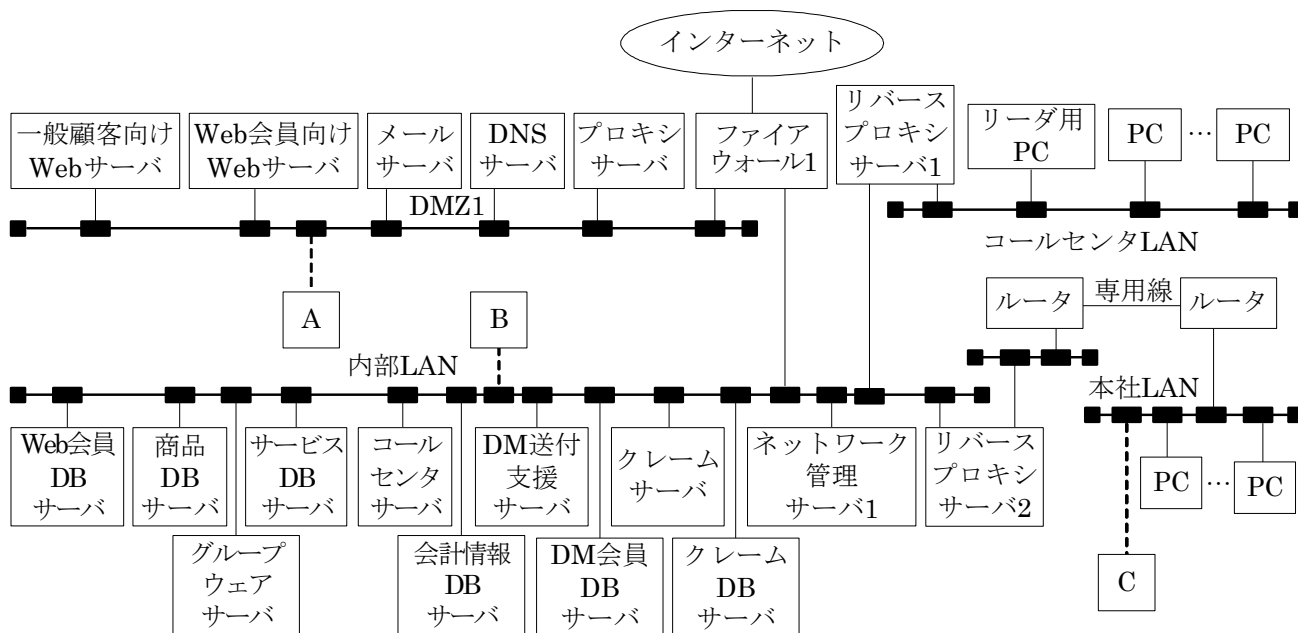 インターネット
一般顧客向け
Webサーバ
Web会員向け
Webサーバ
メール
サーバ
DNS
サーバ
プロキシ
サーバ
ファイア
ウォール1
リバース
プロキシ
サーバ1
リーダ用
PC
PC
…
PC
DMZ1
コールセンタLAN
A
B
ルータ
専用線
ルータ
内部LAN
本社LAN
Web会員
DB
サーバ
商品
DB
サーバ
サービス
DB
サーバ
コール
センタ
サーバ
DM送付
支援
サーバ
クレーム
サーバ
ネットワーク
管理
サーバ1
リバース
プロキシ
サーバ2
PC
…
PC
グループ
ウェア
サーバ
会計情報
DB
サーバ
DM会員
DB
サーバ
クレーム
DB
サーバ
C